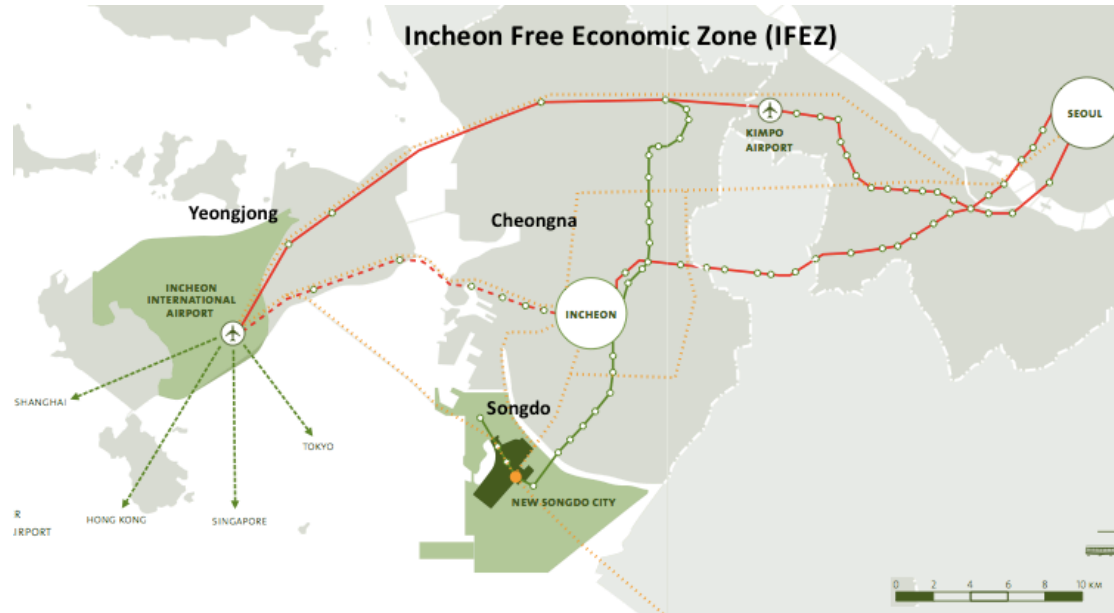 Incheon Free Economic Zone (IFEZ)
SEOUL
KIMPO
AIRPORT
Yeongjong
Cheongna
INCHEON
INTERNATIONAL
AIRPORT
INCHEON
SHANGHAI
Songdo
TOKYO
NEW SONGDO CITY
R
IRPORT
HONG KONG
SINGAPORE
0 2 4 6 8 10 KM